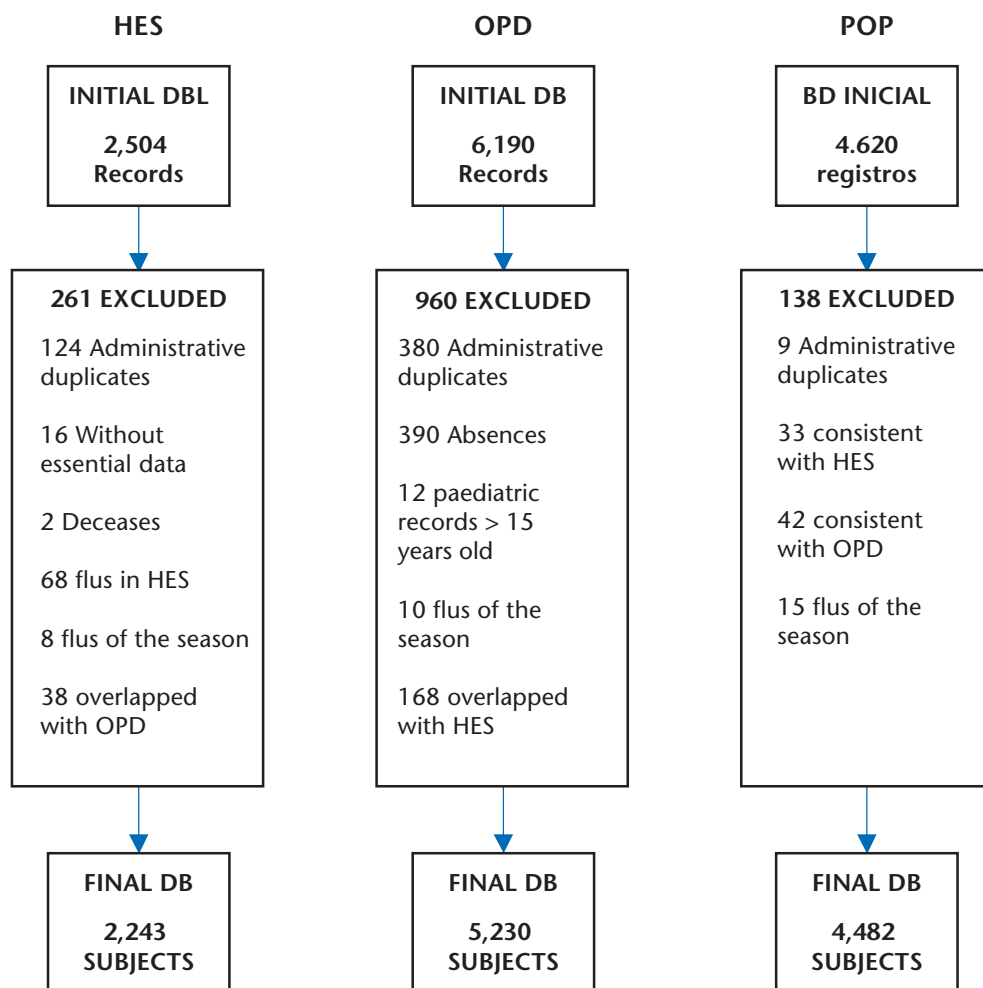 HES
INITIAL DBL
2,504
Records
261 EXCLUDED
124 Administrative
duplicates
16 Without
essential data
2 Deceases
68 flus in HES
8 flus of the season
38 overlapped
with OPD
FINAL DB
2,243
SUBJECTS
OPD
INITIAL DB
6,190
Records
960 EXCLUDED
380 Administrative
duplicates
390 Absences
12 paediatric
records > 15
years old
10 flus of the
season
168 overlapped
with HES
FINAL DB
5,230
SUBJECTS
POP
BD INICIAL
4.620
registros
138 EXCLUDED
9 Administrative
duplicates
33 consistent
with HES
42 consistent
with OPD
15 flus of the
season
FINAL DB
4,482
SUBJECTS